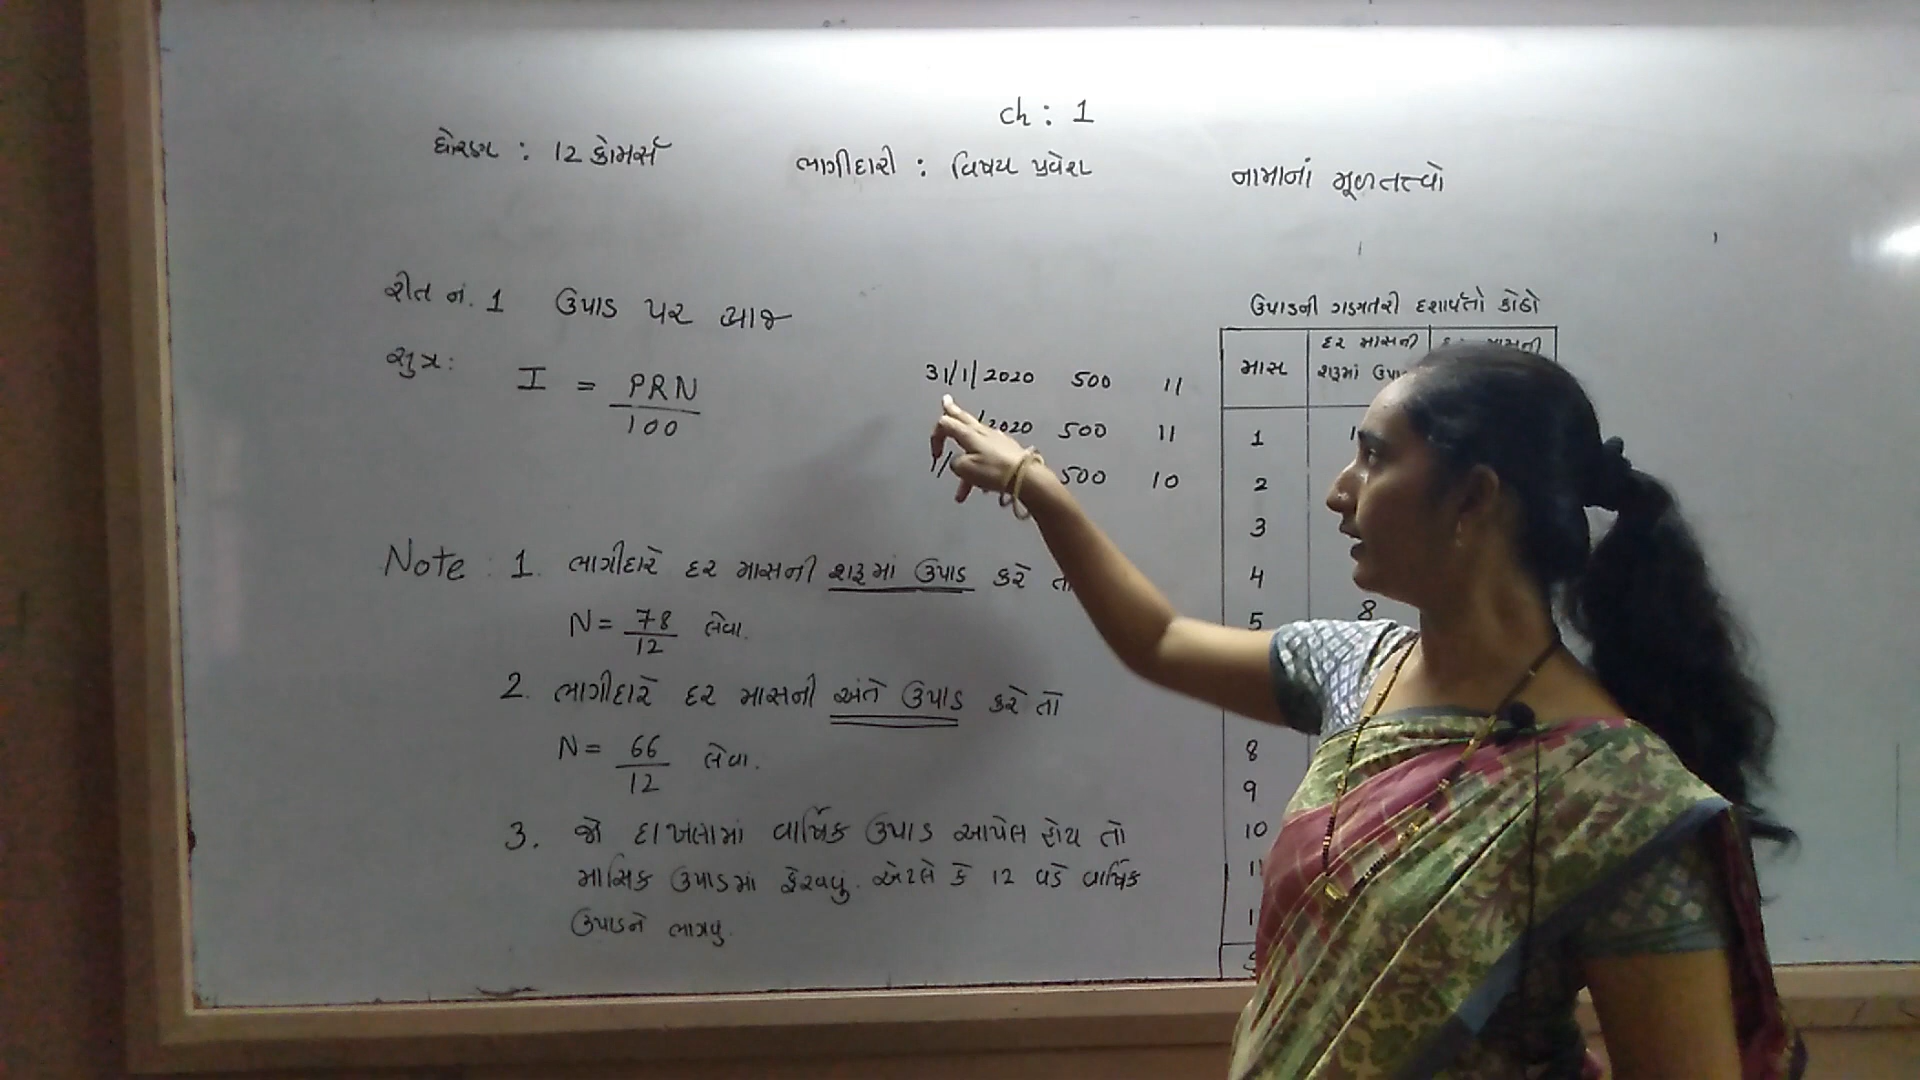 ch : 1
ધોરણ : 12 કોમર્સ
ભાગીદારી : વિષય પ્રવેશ
નામાનાં મૂળતત્ત્વો
રીત નં. 1 ઉપાડ પર વ્યાજ
સુત્ર:
I = PRN
100
31/1/2020 500 11
/2020 500 11
1/ 500 10
Note : 1. ભાગીદારે દર માસની શરૂમાં ઉપાડ કરે તો
N = 78
12 લેવા.
2. ભાગીદારે દર માસની અંતે ઉપાડ કરે તો
N = 66
12 લેવા.
3. જો દાખલામાં વાર્ષિક ઉપાડ આપેલ હોય તો
માસિક ઉપાડમાં ફેરવવું. એટલે કે 12 વડે વાર્ષિક
ઉપાડને ભાગવું.
ઉપાડની ગણતરી દર્શાવતો કોઠો
માસ
દર માસની
શરૂમાં
માસની
1
2
3
4
5 8
8
9
10
11